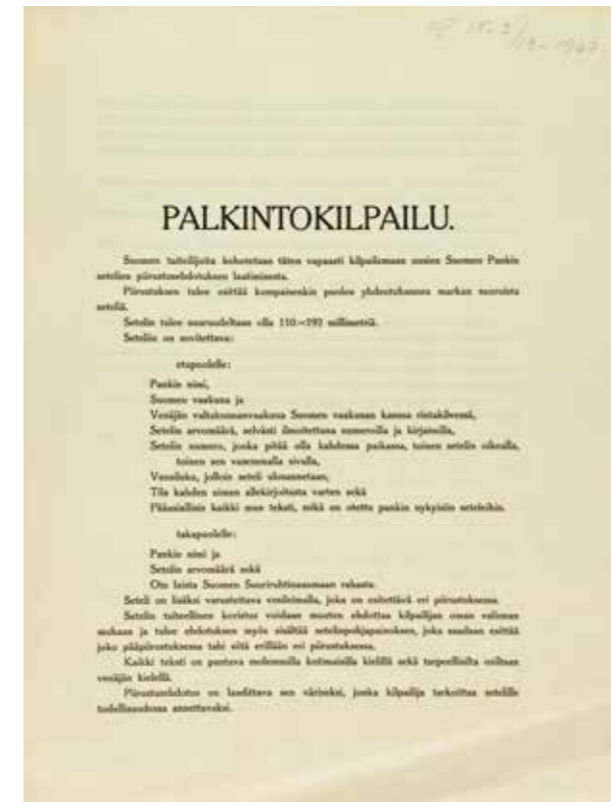 PALKINTOKILPAILU.
Suomen taiteilijoita kehotetaan täten vapaasti kilpailemaan uusien Suomen Pankin
setelien piirustusehdotuksen laatimisesta.
Piirustuksen tulee esittää kumpaisenkin puolen yhdentuhannen markan suuruista
seteliä.
Setelin tulee suuruudeltaan olla 110×192 millimetriä.
Seteliin on sovitettava:
etupuolelle:
Pankin nimi,
Suomen vaakuna ja
Venäjän valtakunnanvaakuna Suomen vaakunan kanssa rintakilvessä,
Setelin arvomäärä, selvästi ilmoitettuna numeroilla ja kirjaimilla,
Setelin numero, jonka pitää olla kahdessa paikassa, toinen setelin oikealla,
toinen sen vasemmalla sivulla,
Vuosiluku, jolloin seteli ulosannetaan,
Tila kahden nimen allekirjoitusta varten sekä
Pääasiallisin kaikki muu teksti, mikä on otettu pankin nykyisiin seteleihin.
takapuolelle:
Pankin nimi ja
Setelin arvomäärä sekä
Ote laista Suomen Suuriruhtinaanmaan rahasta.
Seteli on lisäksi varustettava vesileimalla, joka on esitettävä eri piirustuksessa.
Setelin taiteellinen koristus voidaan muuten ehdottaa kilpailijan oman valinnan
mukaan ja tulee ehdotuksen myös sisältää setelipohjapainoksen, joka saadaan esittää
joko pääpiirustuksessa tahi sitä erillään eri piirustuksessa.
Kaikki teksti on pantava molemmilla kotimaisilla kielillä sekä tarpeellisilta osiltaan
venäjän kielellä.
Piirustusehdotus on laadittava sen väriseksi, jonka kilpailija tarkoittaa setelille
todellisuudessa annettavaksi.